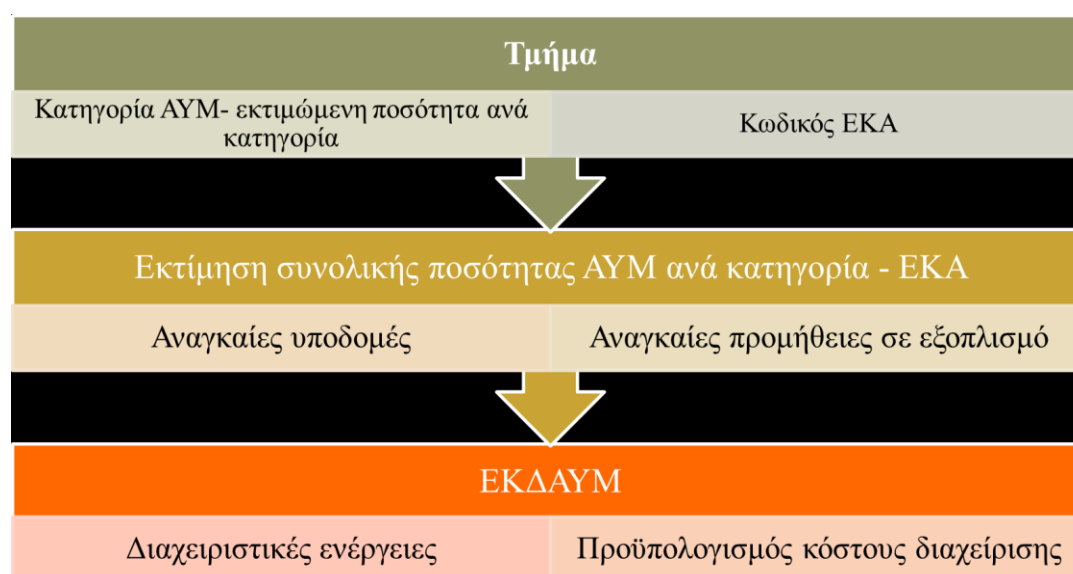 Τμήμα
Κατηγορία ΑΥΜ- εκτιμώμενη ποσότητα ανά
κατηγορία
Κωδικός ΕΚΑ
Εκτίμηση συνολικής ποσότητας ΑΥΜ ανά κατηγορία - ΕΚΑ
Αναγκαίες υποδομές
Αναγκαίες προμήθειες σε εξοπλισμό
ΕΚΔΑΥΜ
Διαχειριστικές ενέργειες
Προϋπολογισμός κόστους διαχείρισης